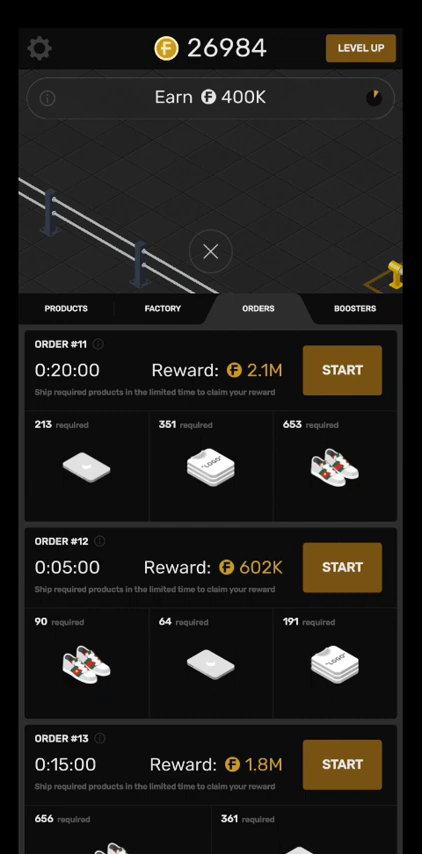 26984
LEVEL UP
Earn 400K
PRODUCTS
FACTORY
ORDERS
BOOSTERS
ORDER #11
0:20:00
Reward: 2.1M
START
Ship required products in the limited time to claim your reward
213 required
351 required
653 required
"LOGO"
ORDER #12
0:05:00
Reward: 602K
START
Ship required products in the limited time to claim your reward
90 required
64 required
191 required
"LOGO"
ORDER #13
0:15:00
Reward: 1.8M
START
Ship required products in the limited time to claim your reward
656 required
361 required